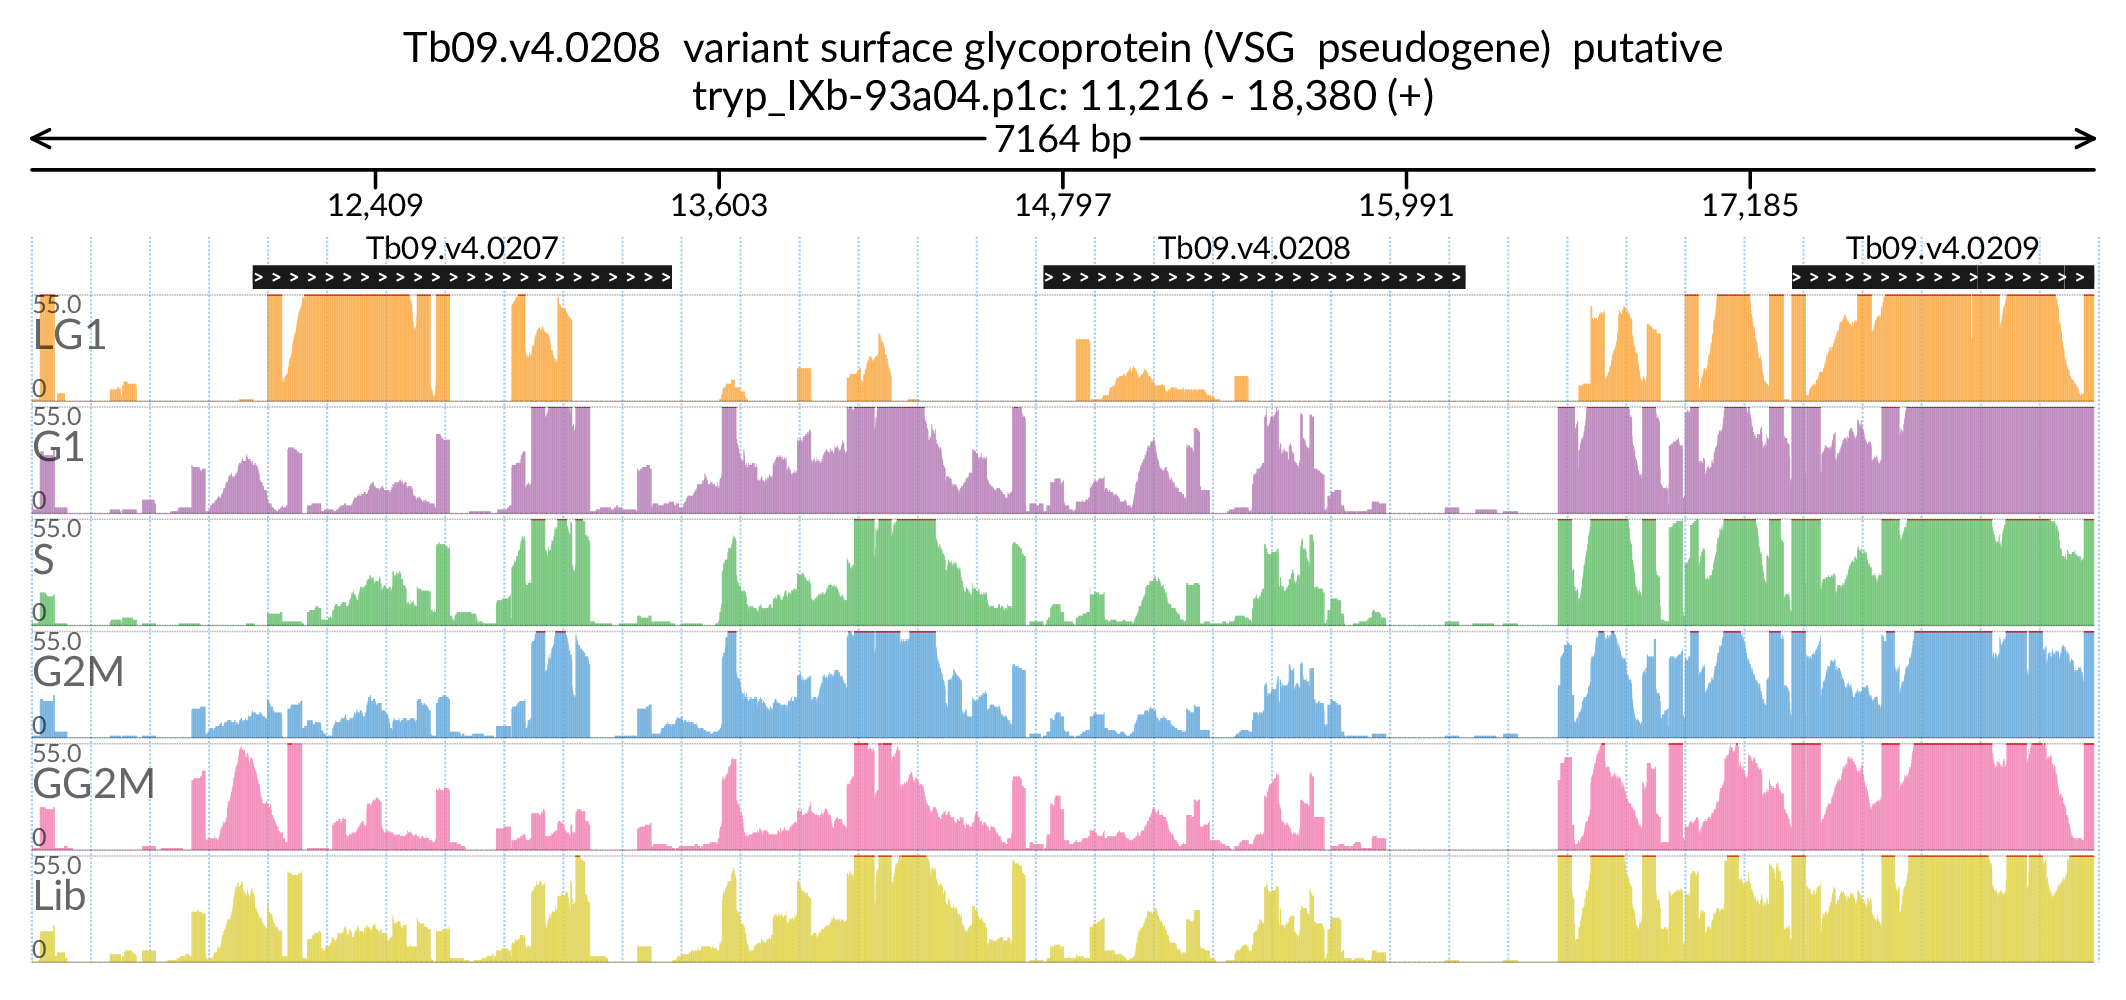 Tb09.v4.0208 variant surface glycoprotein (VSG pseudogene) putative
tryp_IXb-93a04.p1c: 11,216 - 18,380 (+)
7164 bp
12,409 13,603 14,797 15,991 17,185
Tb09.v4.0207 Tb09.v4.0208 Tb09.v4.0209
55.0
LG1
0
55.0
G1
0
55.0
S
0
55.0
G2M
0
55.0
GG2M
0
55.0
Lib
0